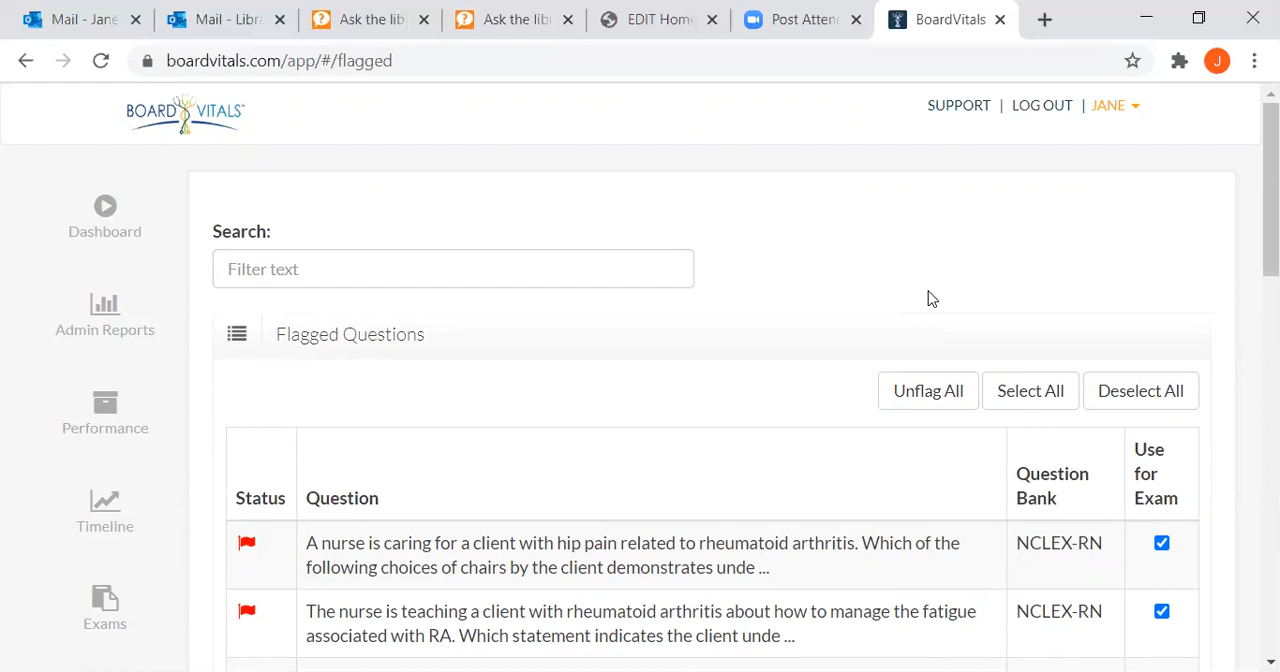 Mail - Jane
Mail - Libra
Ask the lib
Ask the lib
EDIT Home
Post Atten
BoardVitals
boardvitals.com/app/#/flagged
J
BOARD VITALS
SUPPORT | LOG OUT | JANE
Dashboard
Admin Reports
Performance
Timeline
Exams
Search:
Filter text
Flagged Questions
Unflag All
Select All
Deselect All
Status
Question
Question
Bank
Use
for
Exam
A nurse is caring for a client with hip pain related to rheumatoid arthritis. Which of the
following choices of chairs by the client demonstrates unde ...
NCLEX-RN
The nurse is teaching a client with rheumatoid arthritis about how to manage the fatigue
associated with RA. Which statement indicates the client unde ...
NCLEX-RN